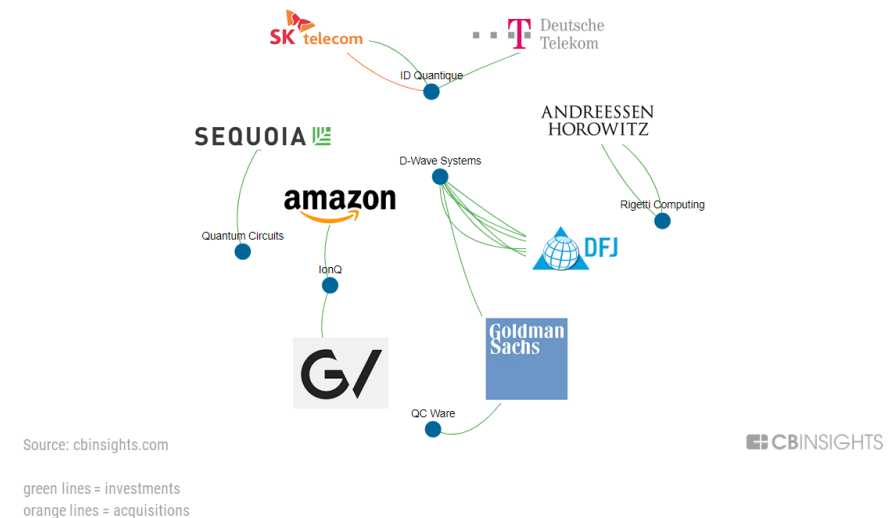 SK telecom
Deutsche
Telekom
ID Quantique
ANDREESSEN
HOROWITZ
SEQUOIA
D-Wave Systems
amazon
Rigetti Computing
Quantum Circuits
DFJ
IonQ
Goldman
Sachs
GV
QC Ware
Source: cbinsights.com
CBINSIGHTS
green lines = investments
orange lines = acquisitions